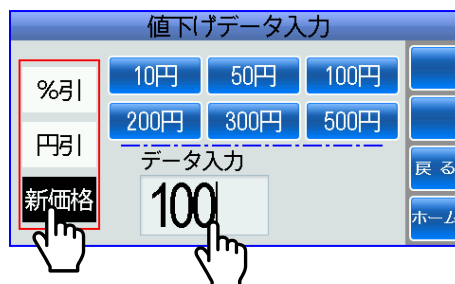 値下げデータ入力
%引
10円 50円 100円
円引
200円 300円 500円
新価格
データ入力
100
戻る
ホーム